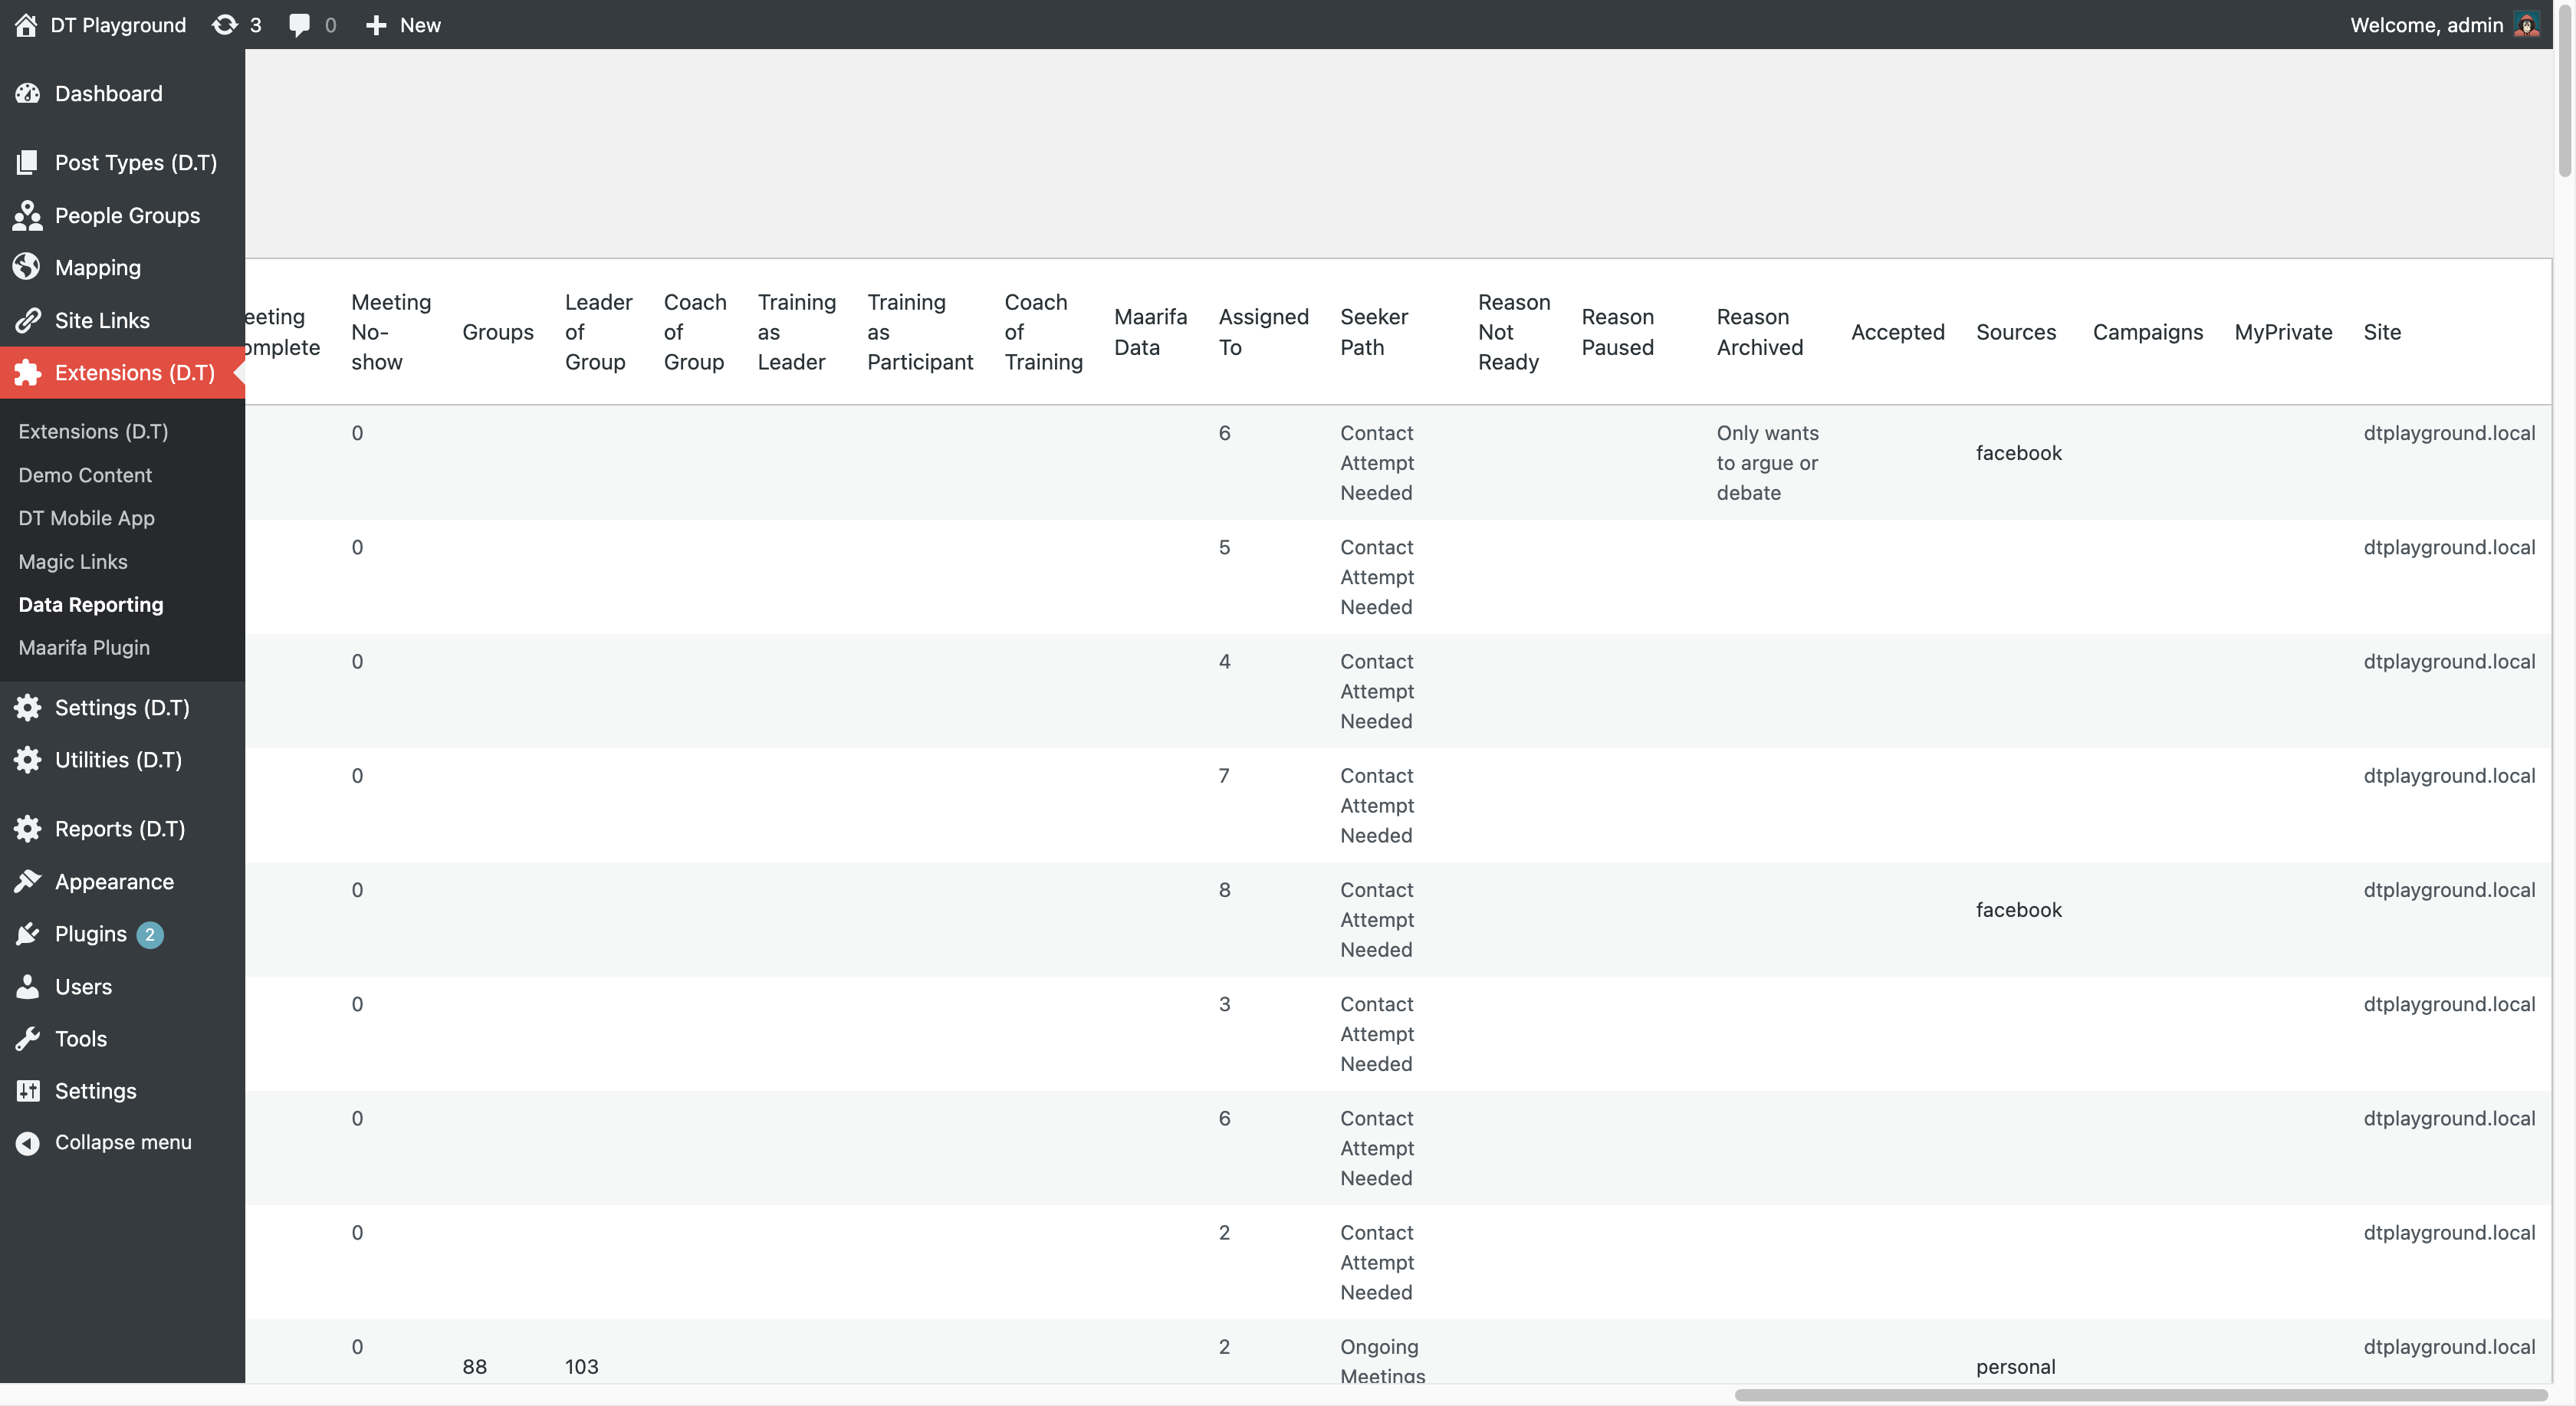 DT Playground 3 0 New Welcome, admin
Dashboard
Post Types (D.T)
People Groups
Mapping
Site Links
Extensions (D.T)
Extensions (D.T)
Demo Content
DT Mobile App
Magic Links
Data Reporting
Maarifa Plugin
Settings (D.T)
Utilities (D.T)
Reports (D.T)
Appearance
Plugins 2
Users
Tools
Settings
Collapse menu
eeting
omplete
Meeting
No-
show
Groups
Leader
of
Group
Coach
of
Group
Training
as
Leader
Training
as
Participant
Coach
of
Training
Maarifa
Data
Assigned
To
Seeker
Path
Reason
Not
Ready
Reason
Paused
Reason
Archived
Accepted
Sources
Campaigns
MyPrivate
Site
0
6
Contact
Attempt
Needed
Only wants
to argue or
debate
facebook
dtplayground.local
0
5
Contact
Attempt
Needed
dtplayground.local
0
4
Contact
Attempt
Needed
dtplayground.local
0
7
Contact
Attempt
Needed
dtplayground.local
0
8
Contact
Attempt
Needed
facebook
dtplayground.local
0
3
Contact
Attempt
Needed
dtplayground.local
0
6
Contact
Attempt
Needed
dtplayground.local
0
2
Contact
Attempt
Needed
dtplayground.local
0
88
103
2
Ongoing
Meetings
personal
dtplayground.local